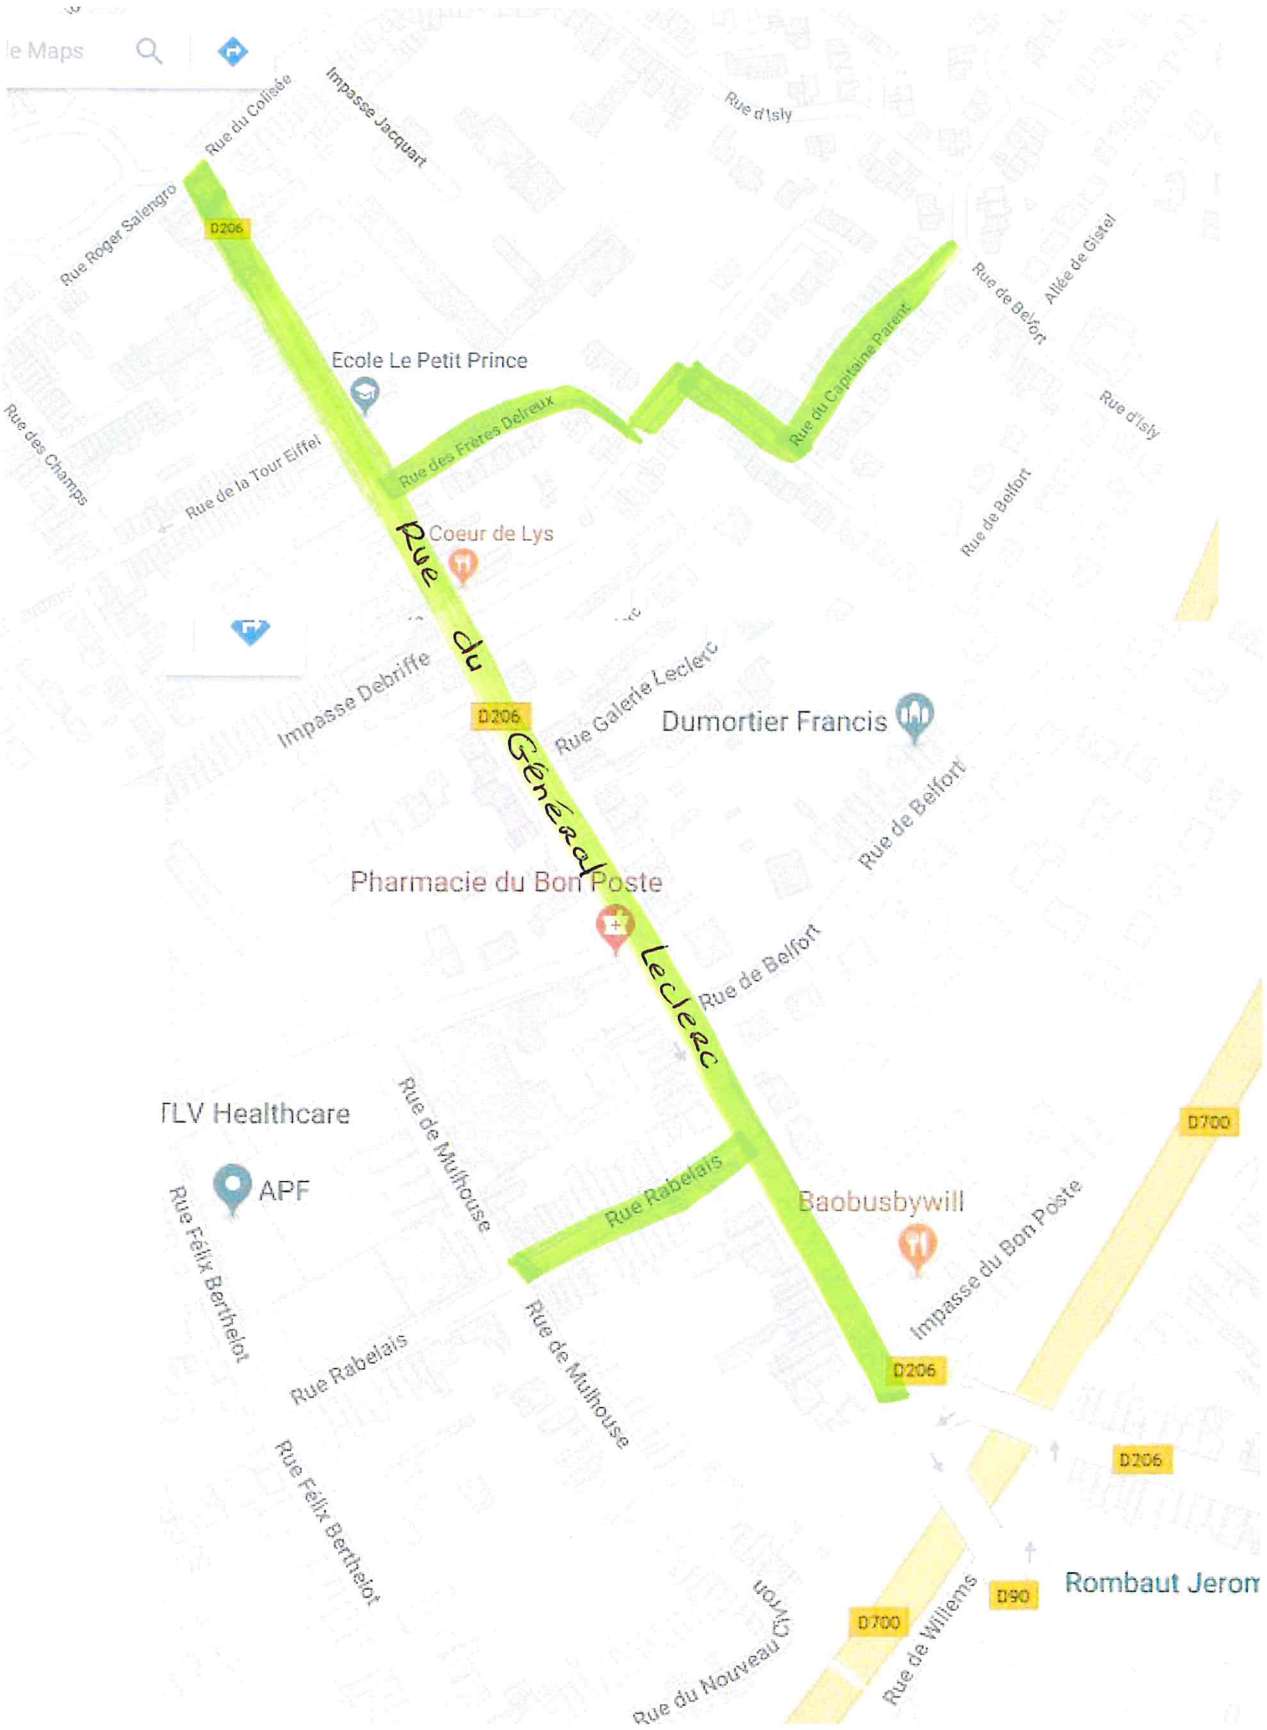 le Maps
Rue du Colisée
Impasse Jacquart
Rue d'Isly
Rue Roger Salengro
D206
Allée de Gistel
Rue de Belfort
Ecole Le Petit Prince
Rue du Capitaine Parent
Rue d'Isly
Rue des Champs
Rue des Frères Delreux
Rue de la Tour Eiffel
Rue de Belfort
Coeur de Lys
Rue du Général Leclerc
Impasse Debriffe
Rue Galerie Leclerc
D206
Dumortier Francis
Rue de Belfort
Pharmacie du Bon Poste
Rue de Belfort
TLV Healthcare
Rue de Mulhouse
D700
APF
Rue Rabelais
Baobusbywill
Impasse du Bon Poste
Rue Félix Berthelot
Rue de Mulhouse
Rue Rabelais
D206
D206
Rue Félix Berthelot
Rombaut Jerom
D90
D700
Rue de Willems
Rue du Nouveau Cyron